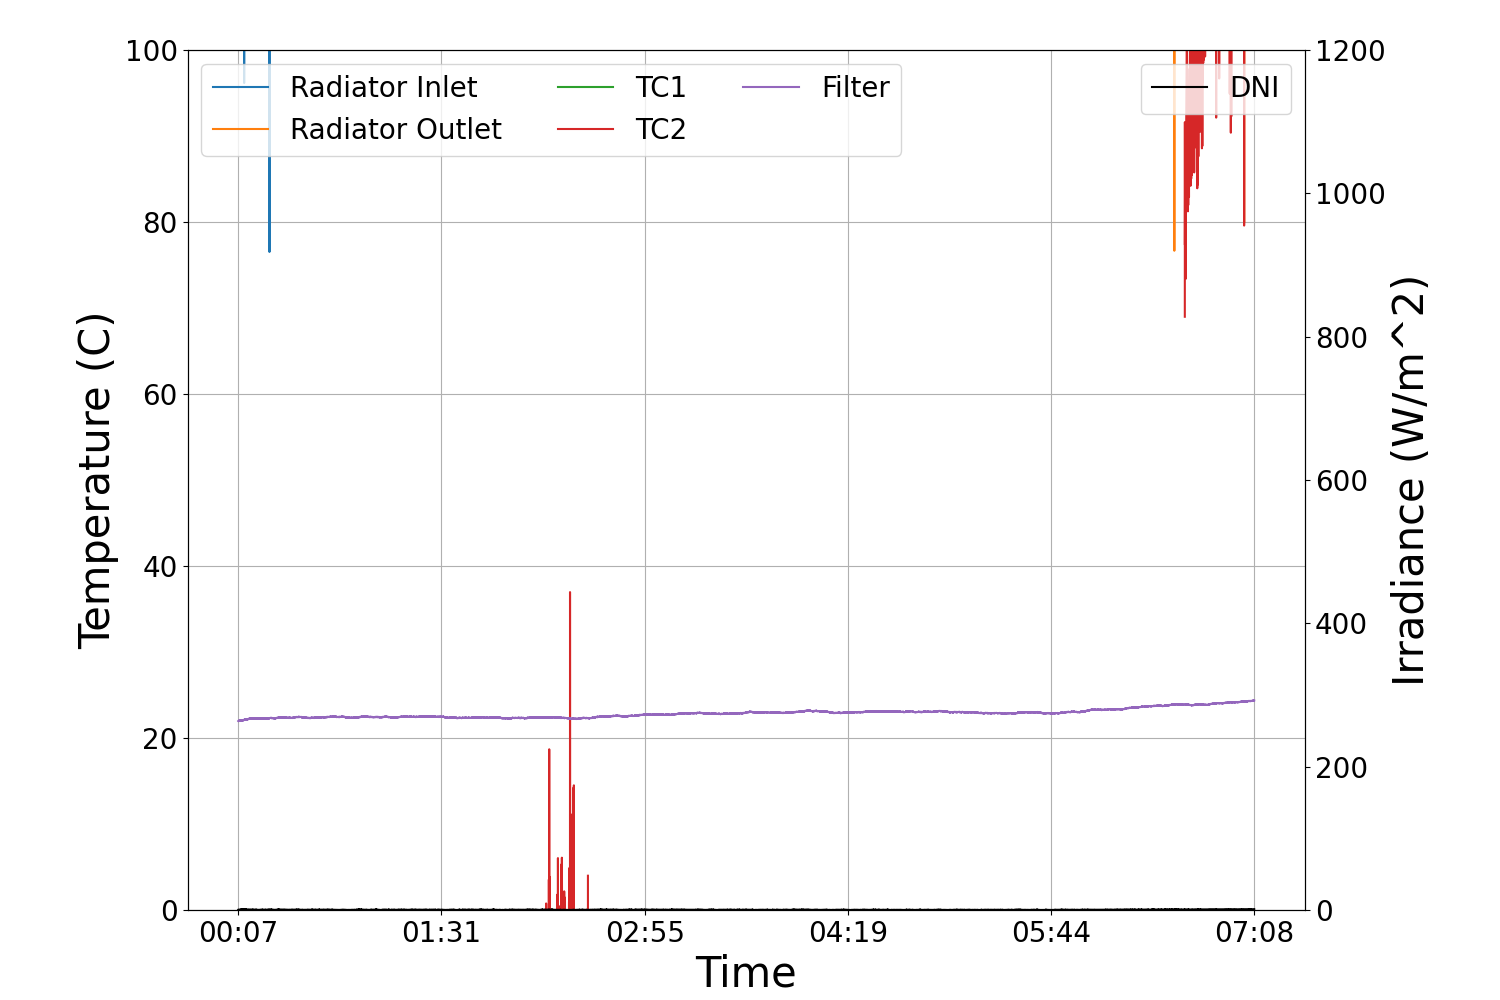 100
80
60
40
20
0
Temperature (C)
Radiator Inlet
Radiator Outlet
TC1
TC2
Filter
DNI
1200
1000
800
600
400
200
0
Irradiance (W/m^2)
00:07 01:31 02:55 04:19 05:44 07:08
Time